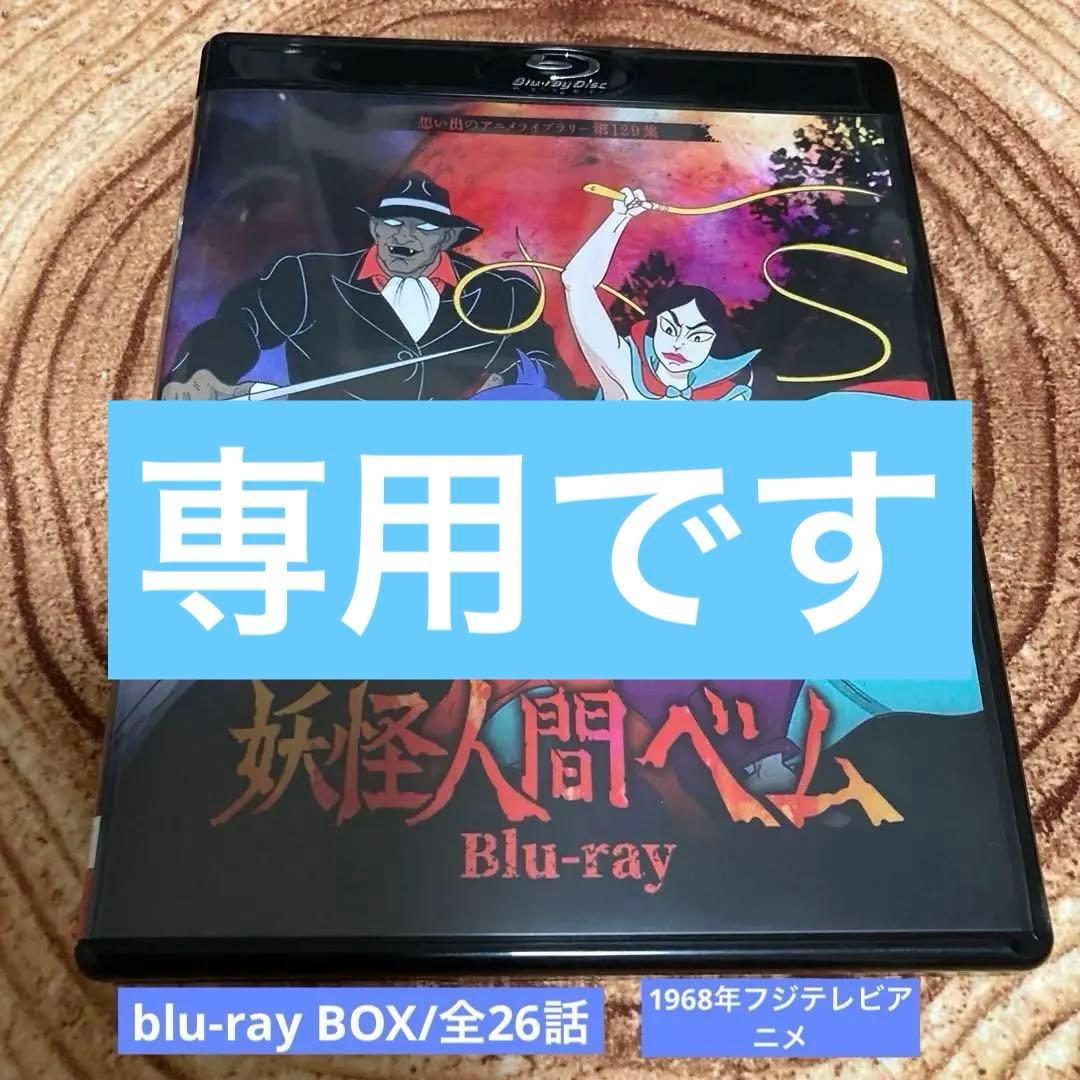 Blu-ray Disc
想い出のアニメライブラリー 第129集
専用です
妖怪人間ベム
Blu-ray
blu-ray BOX/全26話
1968年フジテレビア
ニメ